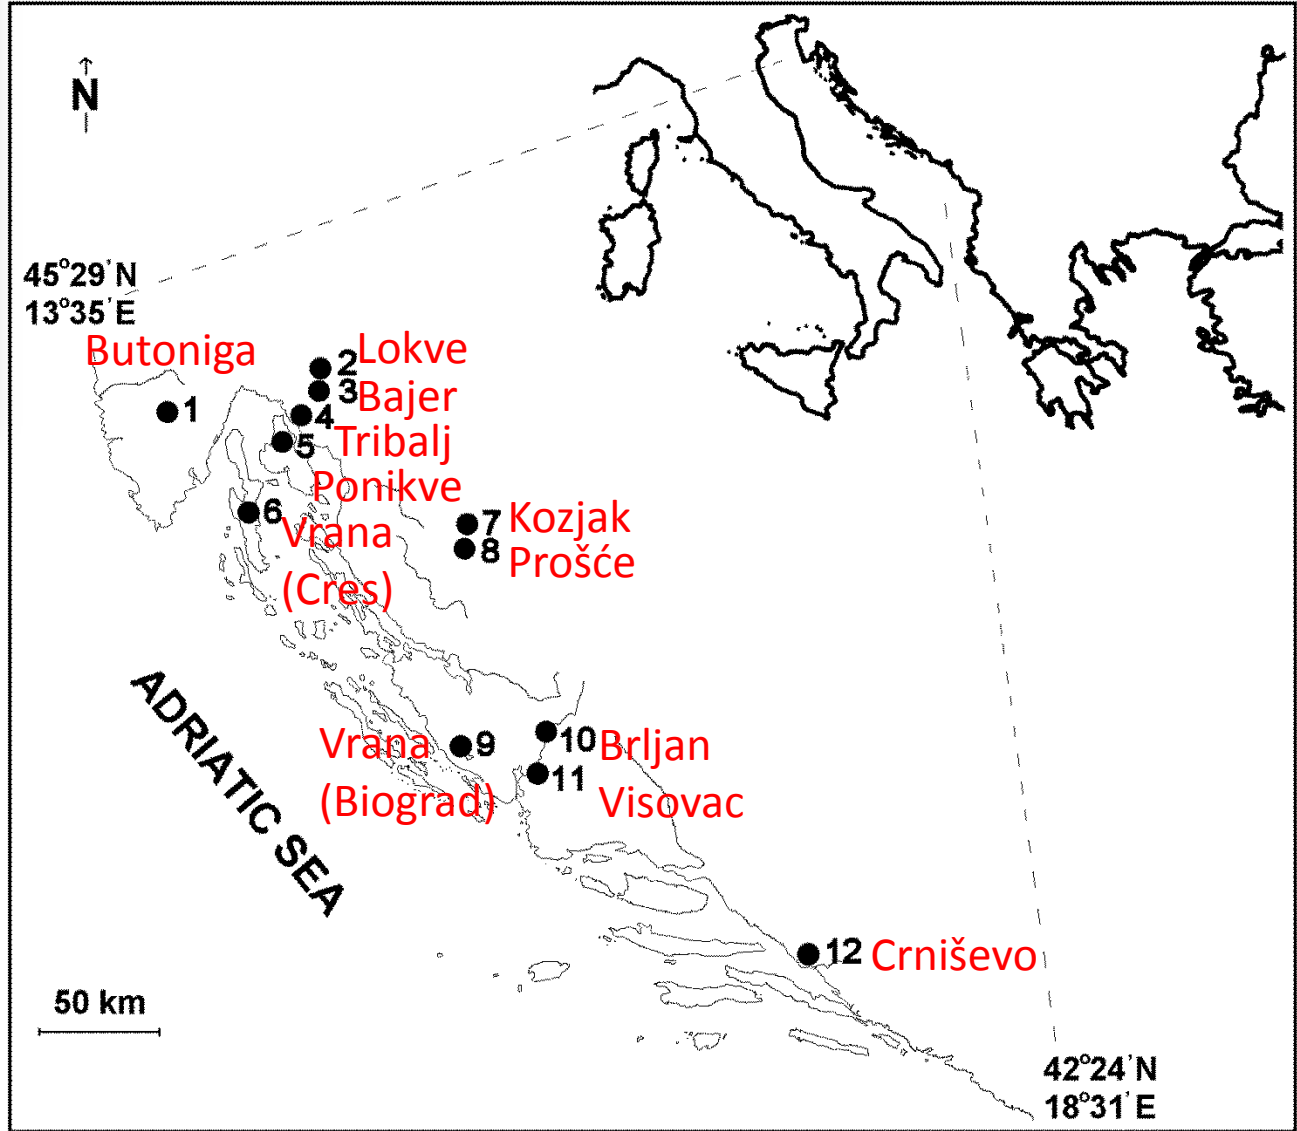 N
45°29'N
13°35'E
Butoniga
1
2 Lokve
3 Bajer
4
Tribalj
5
Ponikve
6
Vrana
(Cres)
7 Kozjak
8 Prošće
ADRIATIC SEA
Vrana
(Biograd)
9
10 Brljan
11 Visovac
12 Crniševo
50 km
42°24'N
18°31'E